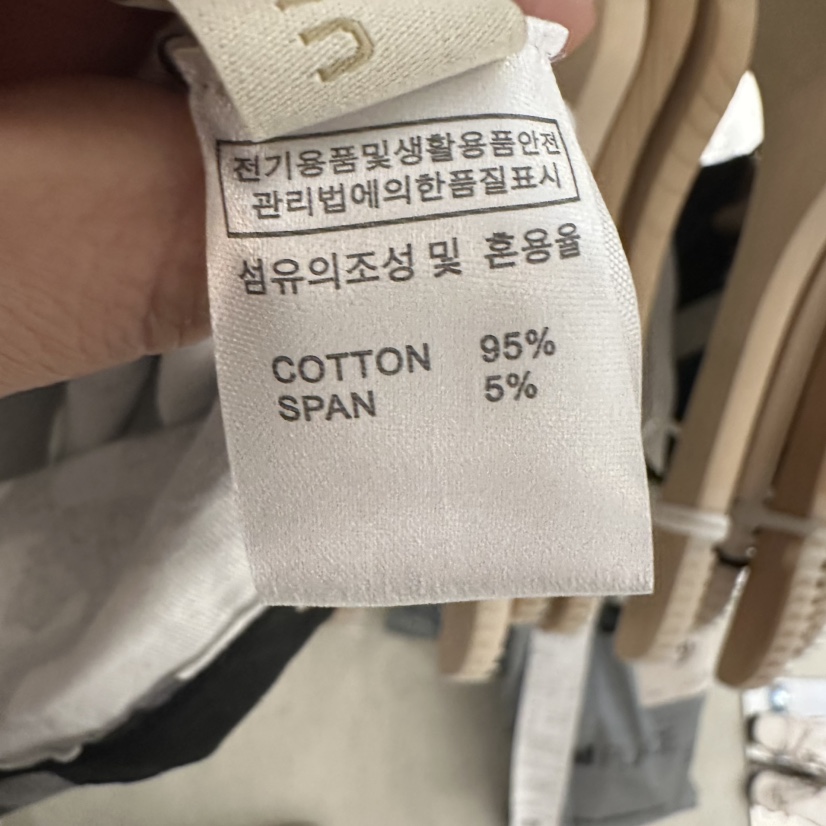 전기용품및생활용품안전
관리법에의한품질표시
섬유의조성 및 혼용율
COTTON 95%
SPAN 5%